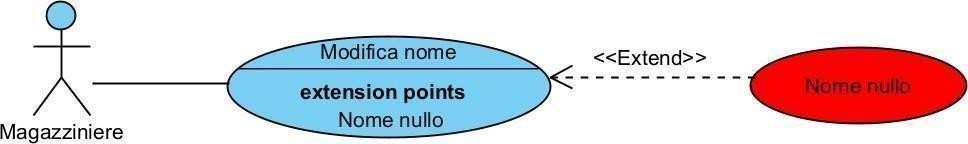 Modifica nome
<<Extend>>
extension points
Nome nullo
Nome nullo
Magazziniere